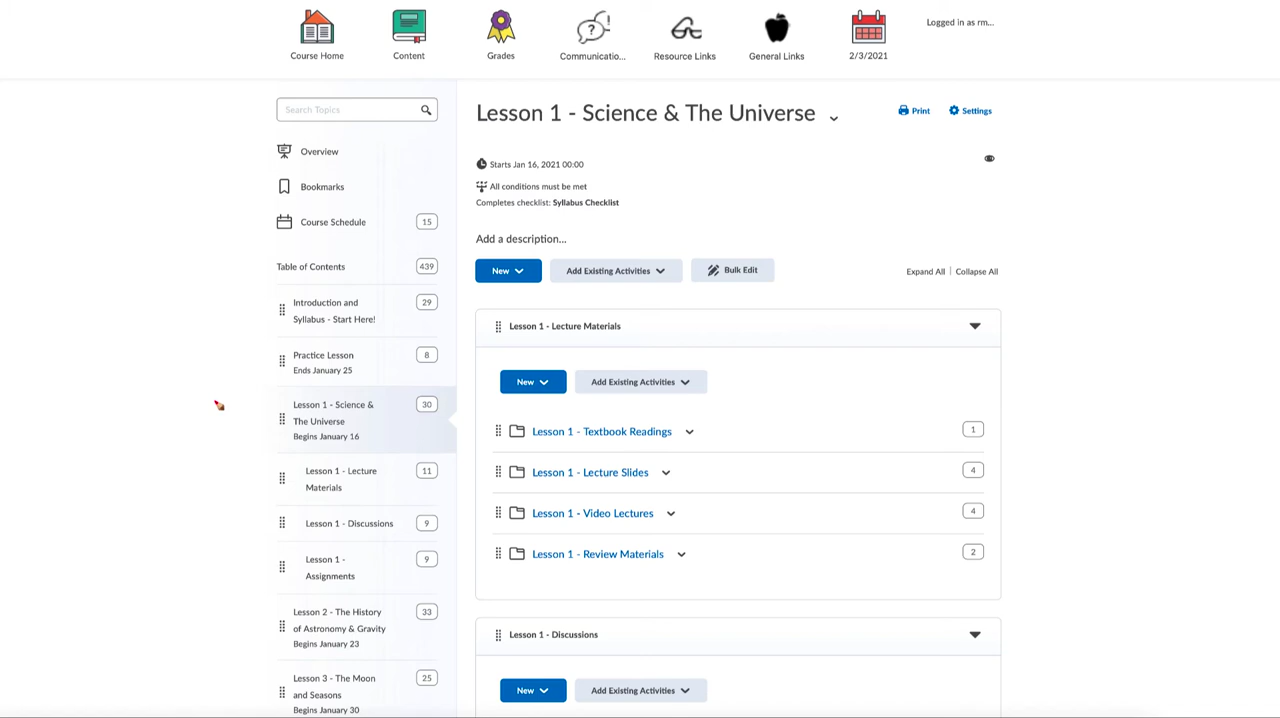 Course Home
Content
Grades
Communicatio...
Resource Links
General Links
2/3/2021
Logged in as rm...
Search Topics
Overview
Bookmarks
Course Schedule
15
Table of Contents
439
Introduction and
Syllabus - Start Here!
29
Practice Lesson
Ends January 25
8
Lesson 1 - Science &
The Universe
Begins January 16
30
Lesson 1 - Lecture
Materials
11
Lesson 1 - Discussions
9
Lesson 1 -
Assignments
9
Lesson 2 - The History
of Astronomy & Gravity
Begins January 23
33
Lesson 3 - The Moon
and Seasons
Begins January 30
25
Lesson 1 - Science & The Universe
Print
Settings
Starts Jan 16, 2021 00:00
All conditions must be met
Completes checklist: Syllabus Checklist
Add a description...
New
Add Existing Activities
Bulk Edit
Expand All | Collapse All
Lesson 1 - Lecture Materials
New
Add Existing Activities
Lesson 1 - Textbook Readings
1
Lesson 1 - Lecture Slides
4
Lesson 1 - Video Lectures
4
Lesson 1 - Review Materials
2
Lesson 1 - Discussions
New
Add Existing Activities